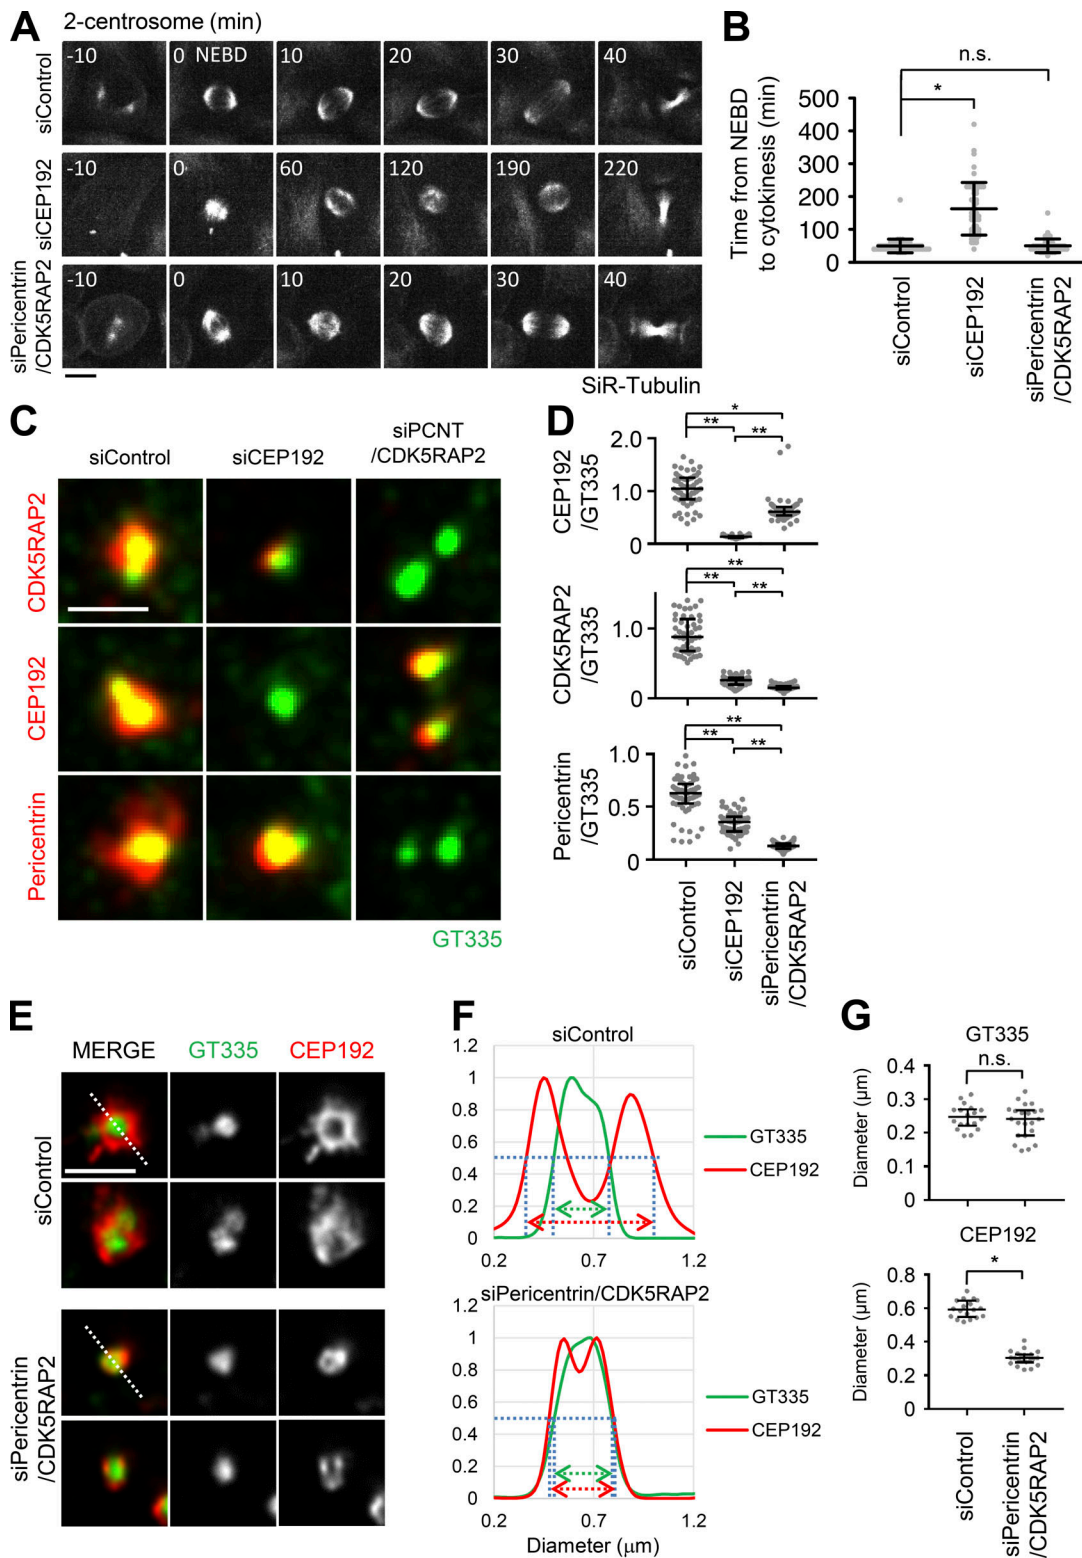 A
2-centrosome (min)
siControl
-10
0 NEBD
10
20
30
40
siCEP192
-10
0
60
120
190
220
siPericentrin
/CDK5RAP2
-10
0
10
20
30
40
SiR-Tubulin
B
Time from NEBD
to cytokinesis (min)
n.s.
*
500
400
300
200
100
0
siControl
siCEP192
siPericentrin
/CDK5RAP2
C
siControl
siCEP192
siPCNT
/CDK5RAP2
CDK5RAP2
CEP192
Pericentrin
GT335
D
CEP192
/GT335
*
**
**
2.0
1.0
0
CDK5RAP2
/GT335
**
**
**
1.0
0
Pericentrin
/GT335
**
**
**
1.0
0.5
0
siControl
siCEP192
siPericentrin
/CDK5RAP2
E
MERGE
GT335
CEP192
siControl
siPericentrin
/CDK5RAP2
F
siControl
1.2
1
0.8
0.6
0.4
0.2
0
0.2
0.7
1.2
GT335
CEP192
siPericentrin/CDK5RAP2
1.2
1
0.8
0.6
0.4
0.2
0
0.2
0.7
1.2
GT335
CEP192
Diameter (μm)
G
GT335
n.s.
Diameter (μm)
0.4
0.3
0.2
0.1
0
CEP192
*
Diameter (μm)
0.8
0.6
0.4
0.2
0
siControl
siPericentrin
/CDK5RAP2